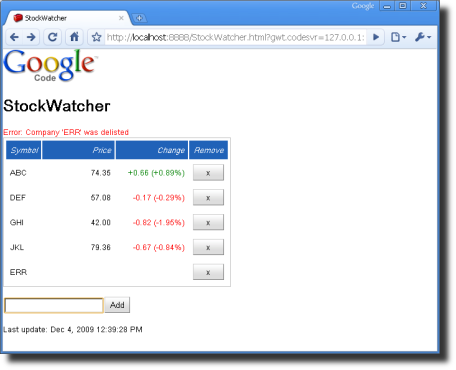 Google
StockWatcher
http://localhost:8888/StockWatcher.html?gwt.codesvr=127.0.0.1:
Google™
Code
StockWatcher
Error: Company 'ERR' was delisted
Symbol Price Change Remove
ABC 74.35 +0.66 (+0.89%) x
DEF 57.08 -0.17 (-0.29%) x
GHI 42.00 -0.82 (-1.95%) x
JKL 79.36 -0.67 (-0.84%) x
ERR x
Add
Last update: Dec 4, 2009 12:39:28 PM